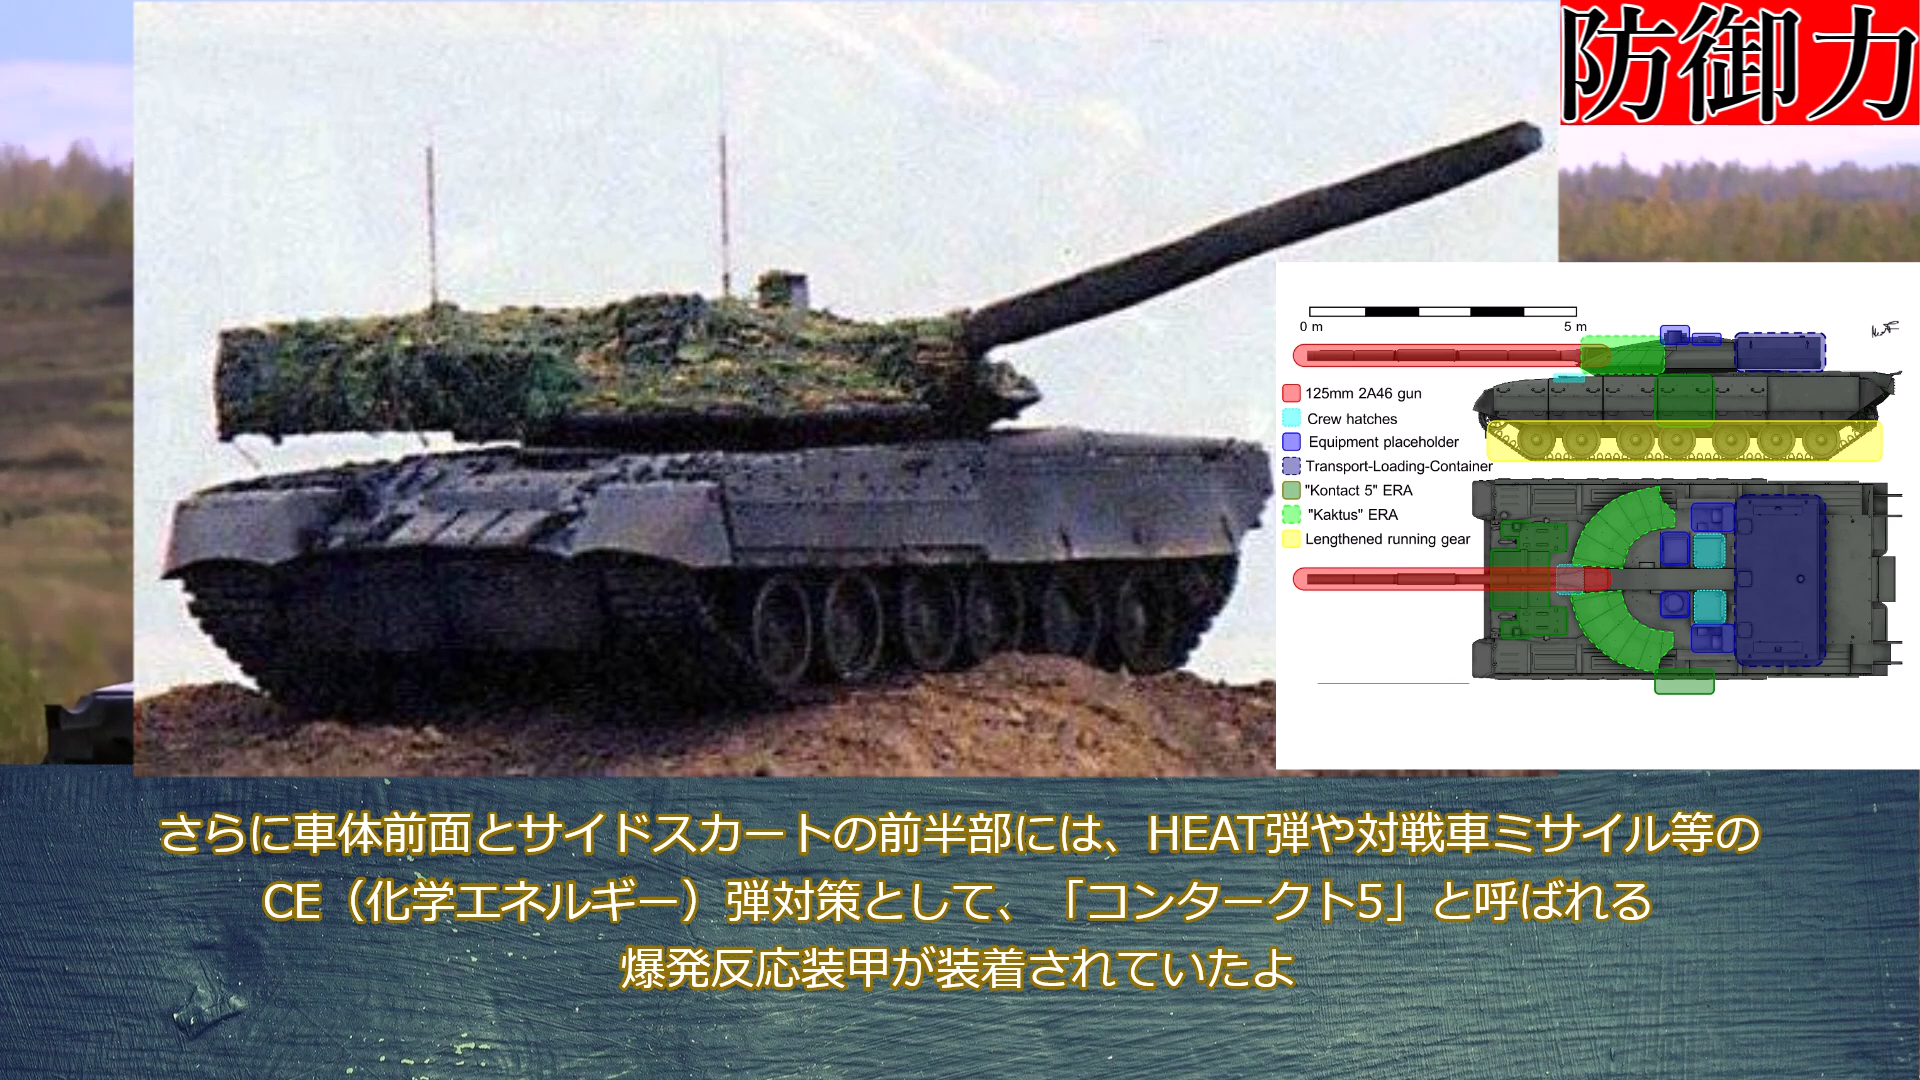 防御力
0 m 5 m
125mm 2A46 gun
Crew hatches
Equipment placeholder
Transport-Loading-Container
"Kontact 5" ERA
"Kaktus" ERA
Lengthened running gear
さらに車体前面とサイドスカートの前半部には、HEAT弾や対戦車ミサイル等の
CE（化学エネルギー）弾対策として、「コンタークト5」と呼ばれる
爆発反応装甲が装着されていたよ